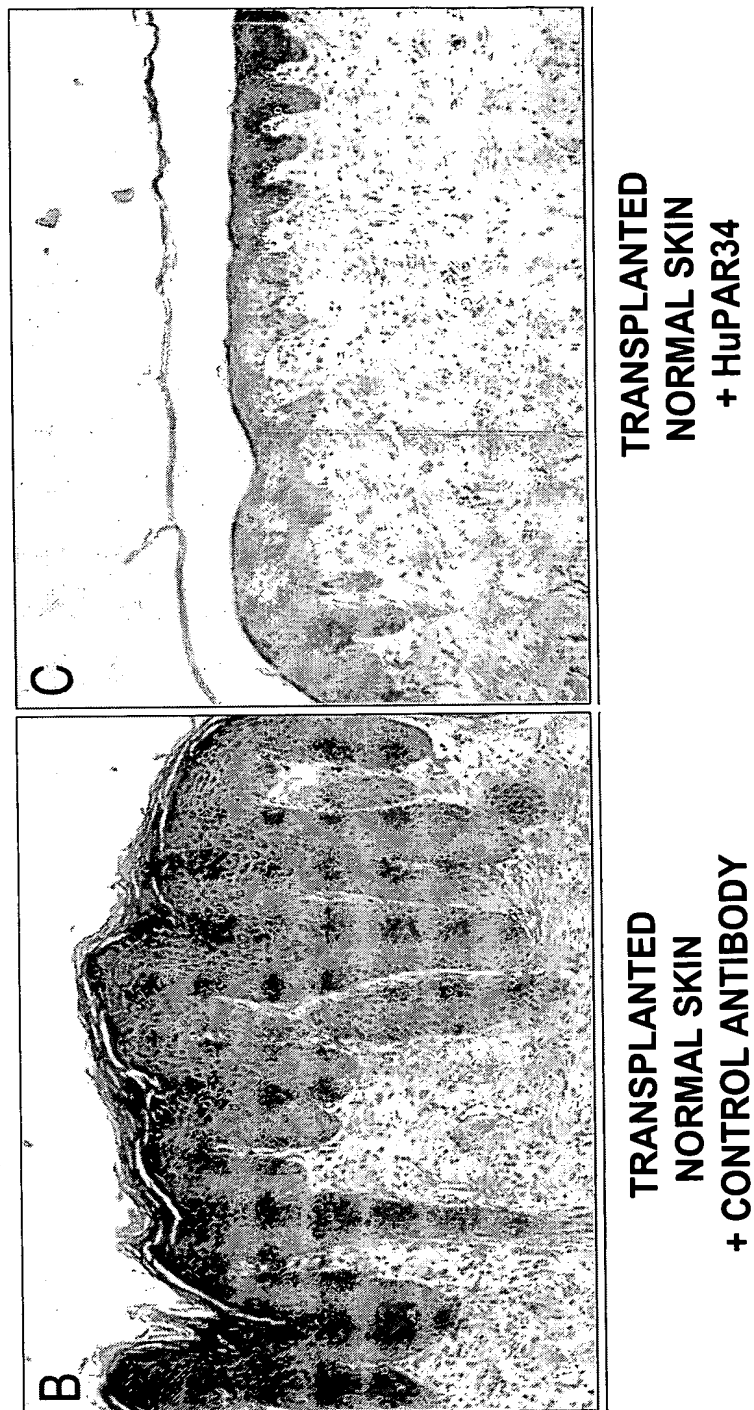 B
TRANSPLANTED
NORMAL SKIN
+ CONTROL ANTIBODY
C
TRANSPLANTED
NORMAL SKIN
+ HuPAR34